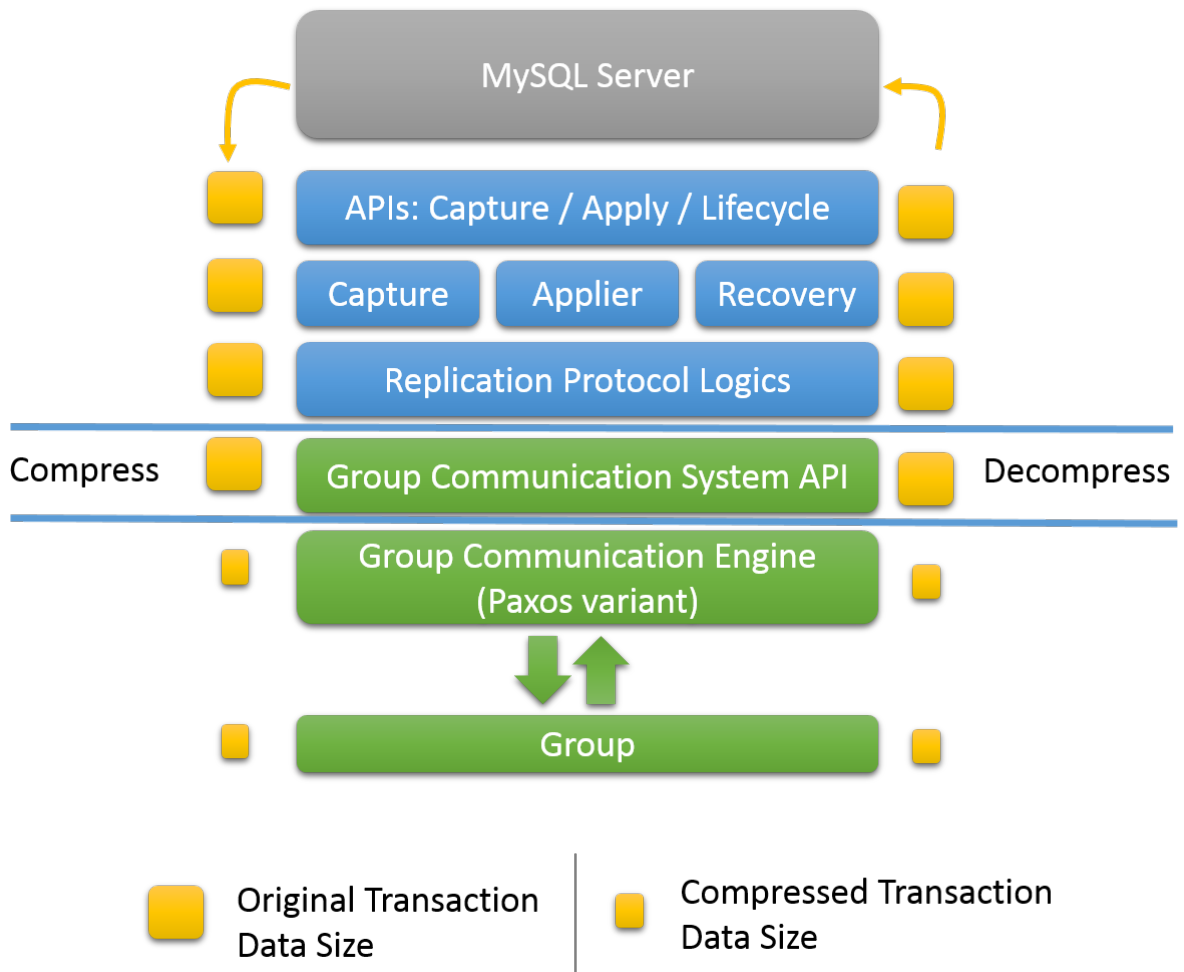 MySQL Server
APIs: Capture / Apply / Lifecycle
Capture
Applier
Recovery
Replication Protocol Logics
Compress
Group Communication System API
Decompress
Group Communication Engine
(Paxos variant)
Group
Original Transaction
Data Size
Compressed Transaction
Data Size